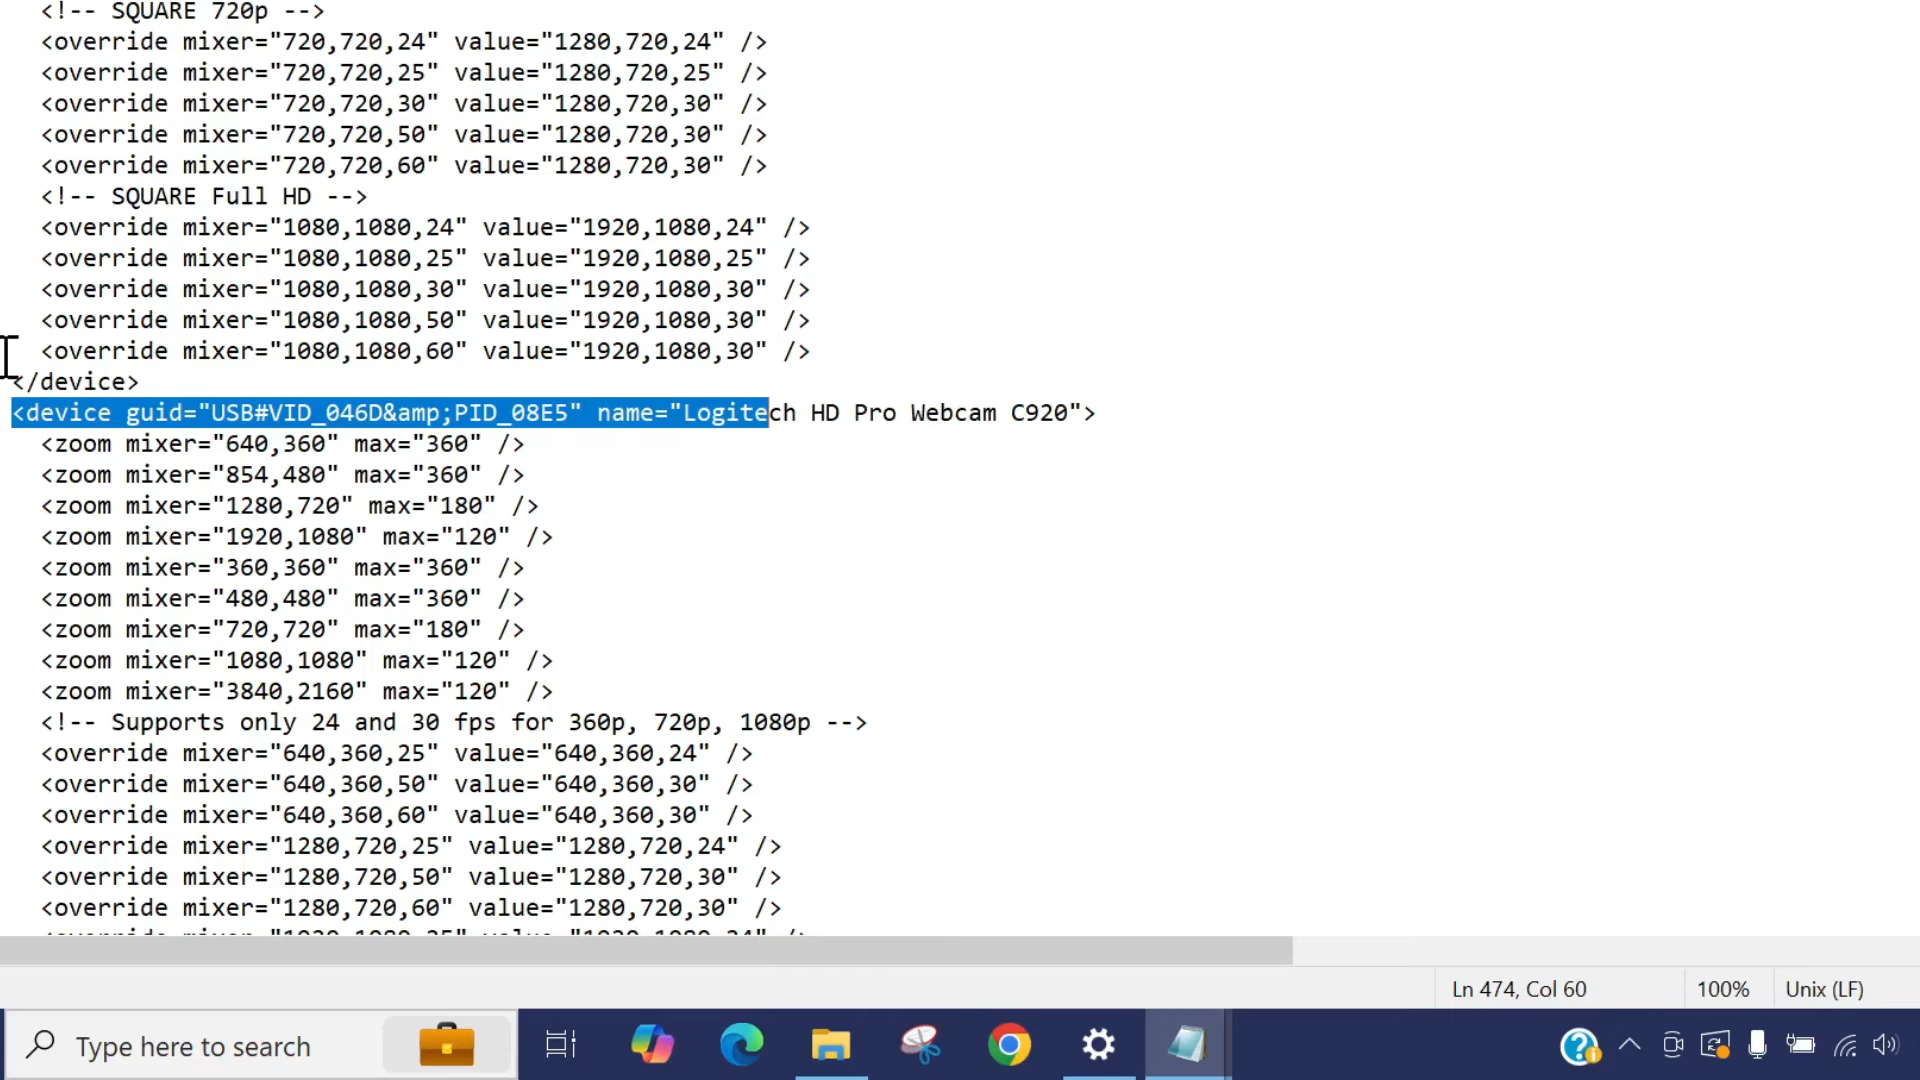 <!-- SQUARE 720p -->
<override mixer="720,720,24" value="1280,720,24" />
<override mixer="720,720,25" value="1280,720,25" />
<override mixer="720,720,30" value="1280,720,30" />
<override mixer="720,720,50" value="1280,720,30" />
<override mixer="720,720,60" value="1280,720,30" />
<!-- SQUARE Full HD -->
<override mixer="1080,1080,24" value="1920,1080,24" />
<override mixer="1080,1080,25" value="1920,1080,25" />
<override mixer="1080,1080,30" value="1920,1080,30" />
<override mixer="1080,1080,50" value="1920,1080,30" />
<override mixer="1080,1080,60" value="1920,1080,30" />
</device>
<device guid="USB#VID_046D&amp;PID_08E5" name="Logitech HD Pro Webcam C920">
<zoom mixer="640,360" max="360" />
<zoom mixer="854,480" max="360" />
<zoom mixer="1280,720" max="180" />
<zoom mixer="1920,1080" max="120" />
<zoom mixer="360,360" max="360" />
<zoom mixer="480,480" max="360" />
<zoom mixer="720,720" max="180" />
<zoom mixer="1080,1080" max="120" />
<zoom mixer="3840,2160" max="120" />
<!-- Supports only 24 and 30 fps for 360p, 720p, 1080p -->
<override mixer="640,360,25" value="640,360,24" />
<override mixer="640,360,50" value="640,360,30" />
<override mixer="640,360,60" value="640,360,30" />
<override mixer="1280,720,25" value="1280,720,24" />
<override mixer="1280,720,50" value="1280,720,30" />
<override mixer="1280,720,60" value="1280,720,30" />
<override mixer="1920,1080,25" value="1920,1080,24" />
Ln 474, Col 60
100%
Unix (LF)
Type here to search